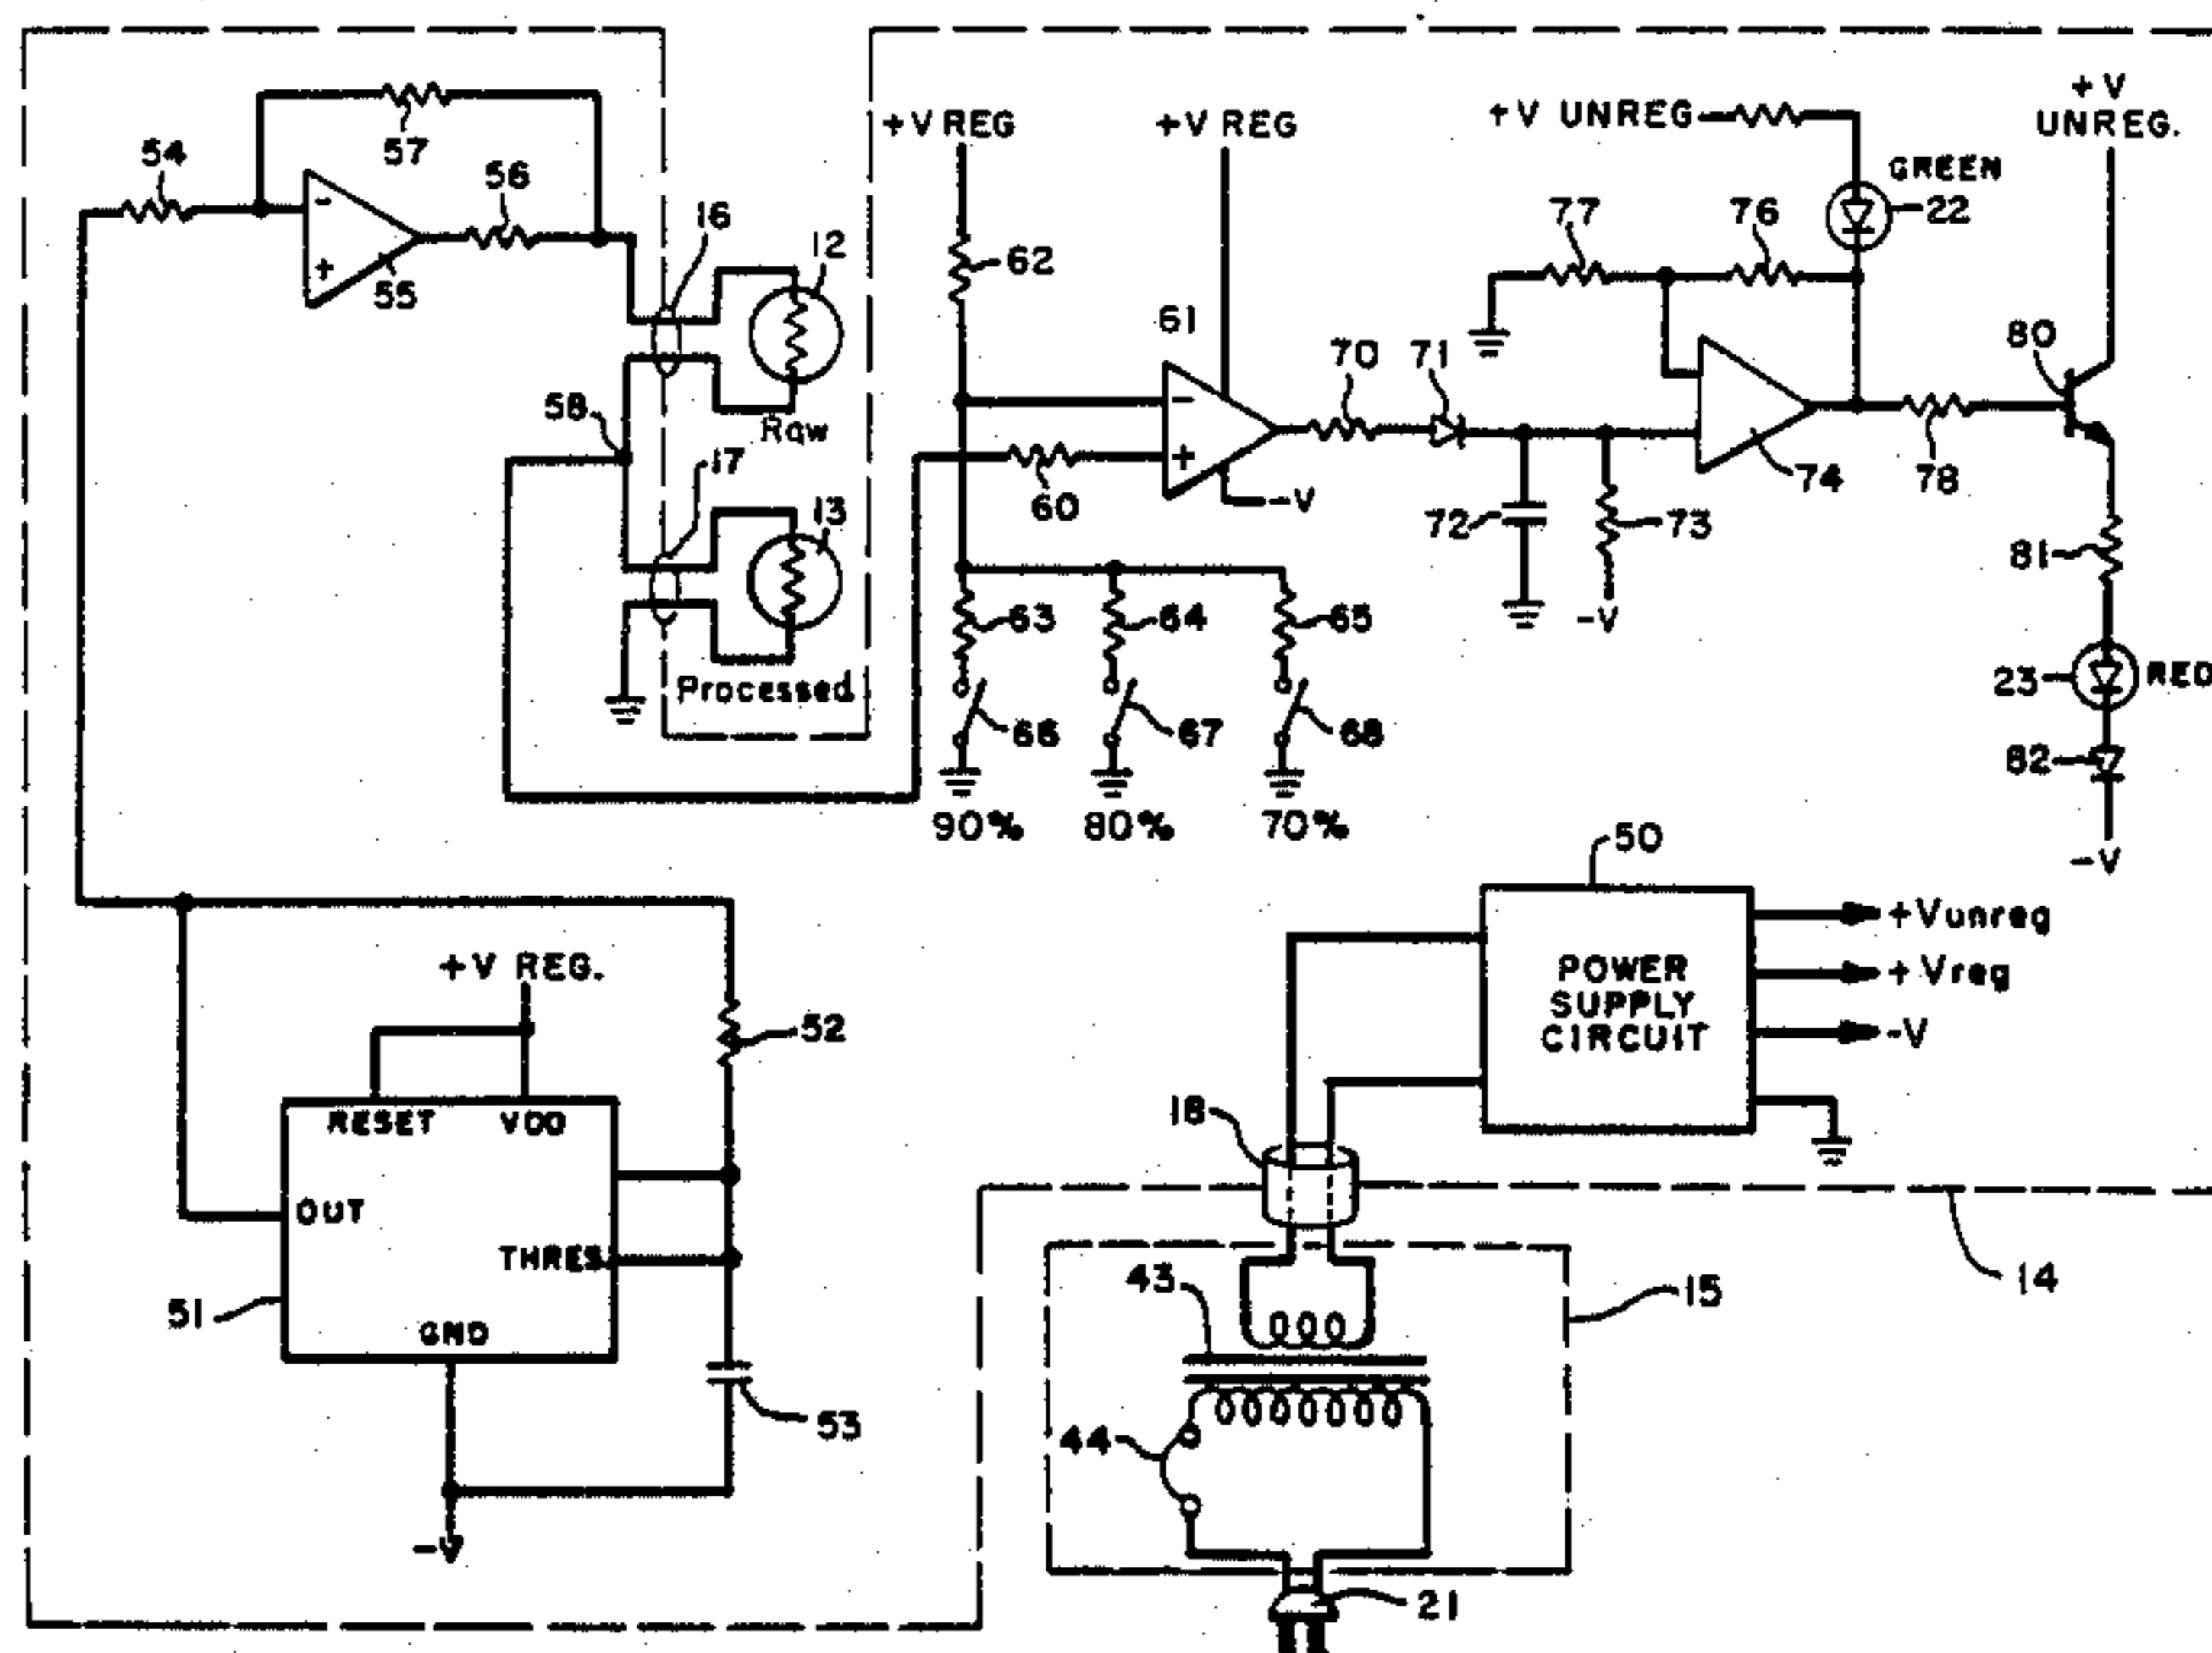 54
57
56
55
16
12
Raw
58
17
13
Processed
+V REG
+V REG
+V UNREG
+V
UNREG.
GREEN
22
62
61
77
76
80
70
71
60
-V
72
73
-V
74
78
81
63
64
65
23
RED
66
67
68
82
90%
80%
70%
-V
50
POWER
SUPPLY
CIRCUIT
+Vunreg
+Vreg
-V
+V REG.
52
RESET
VDD
OUT
THRES.
51
GND
53
-V
18
14
43
15
44
21